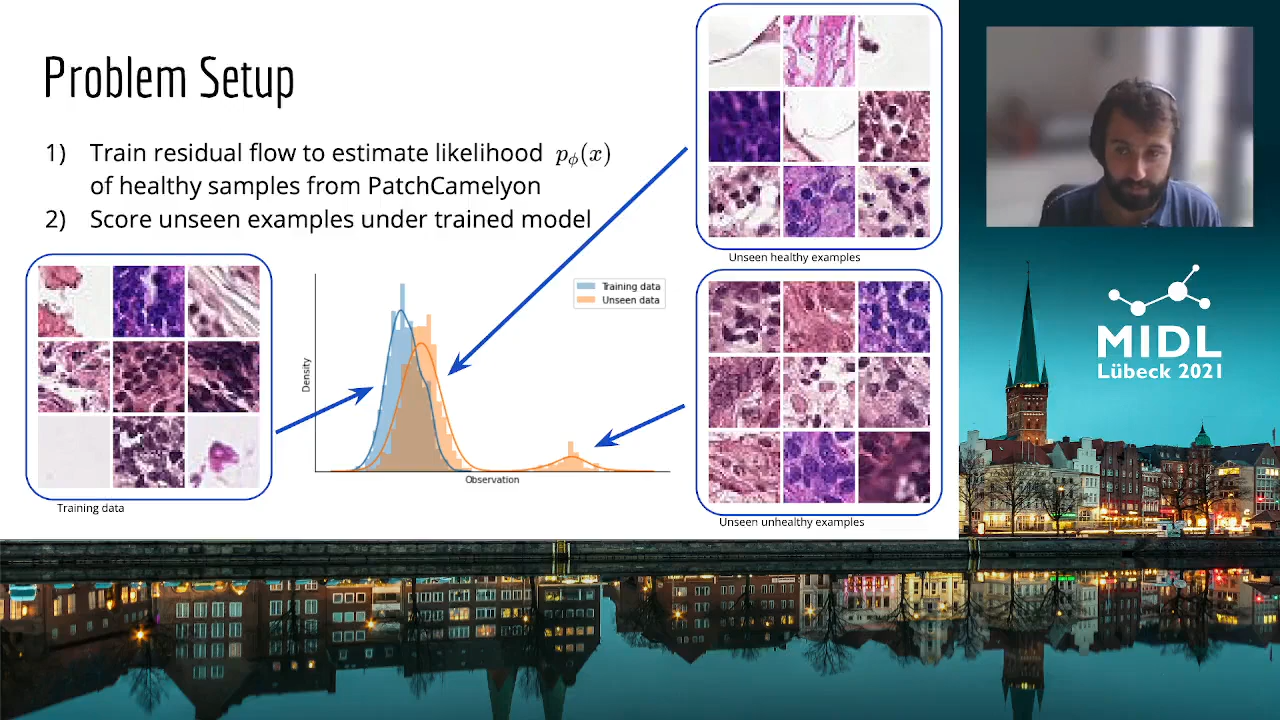 Problem Setup
1) Train residual flow to estimate likelihood pϕ(x)
of healthy samples from PatchCamelyon
2) Score unseen examples under trained model
Training data
Density
Observation
Training data
Unseen data
Unseen healthy examples
Unseen unhealthy examples
MIDL
Lübeck 2021